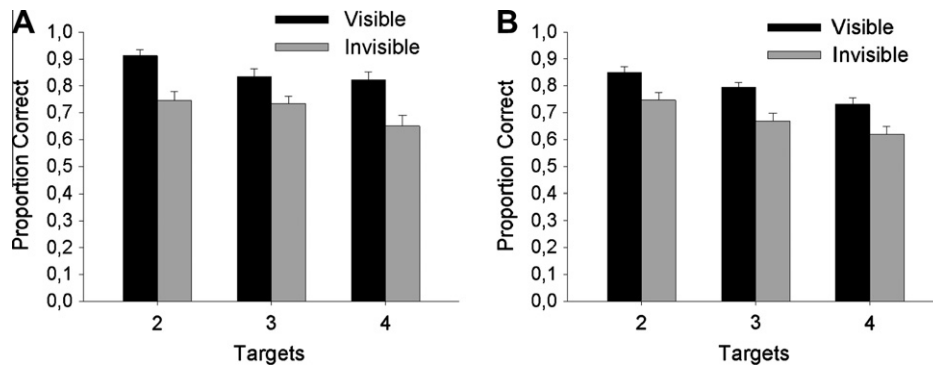 A
Visible
Invisible
1,0
0,9
0,8
0,7
0,6
0,5
0,4
0,3
0,2
0,1
0,0
Proportion Correct
2 3 4
Targets
B
Visible
Invisible
1,0
0,9
0,8
0,7
0,6
0,5
0,4
0,3
0,2
0,1
0,0
Proportion Correct
2 3 4
Targets